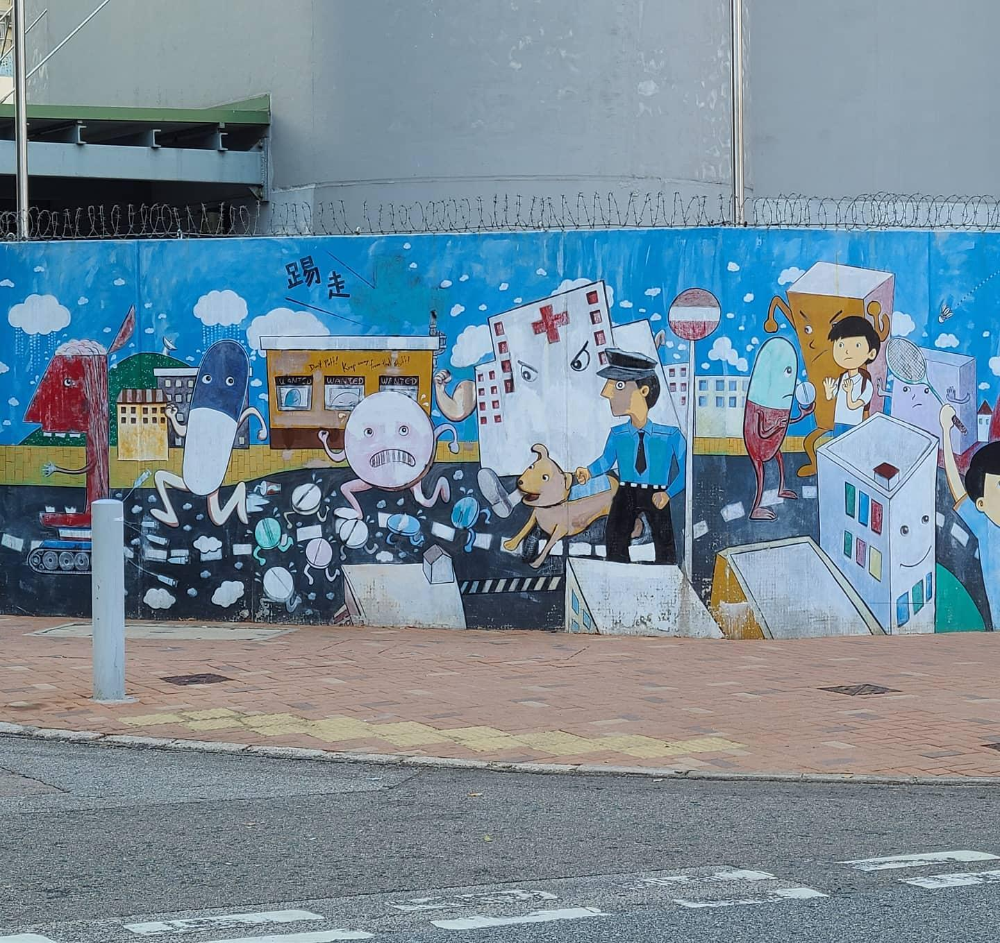 踢走
Don't Puff! Keep away from that stuff!
WANTED WANTED WANTED